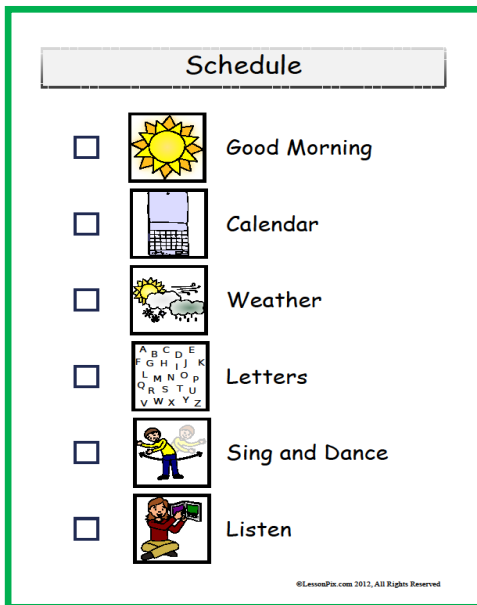 Schedule
Good Morning
Calendar
Weather
A B C D E
F G H I J K
L M N O P
Q R S T U
V W X Y Z
Letters
Sing and Dance
Listen
©LessonPix.com 2012, All Rights Reserved